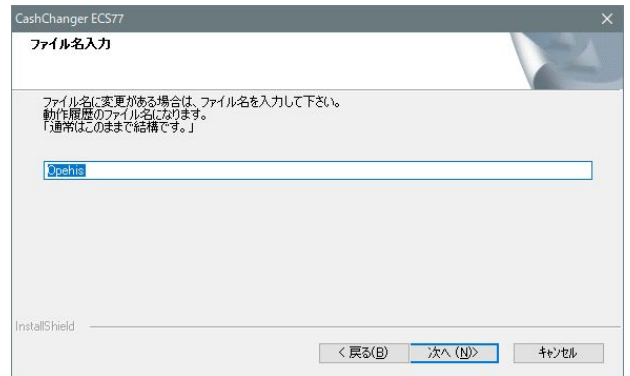 CashChanger ECS77
ファイル名入力
ファイル名に変更がある場合は、ファイル名を入力して下さい。
動作履歴のファイル名になります。
「通常はこのままで結構です。」
Opehis
InstallShield
< 戻る(B)
次へ (N)>
キャンセル